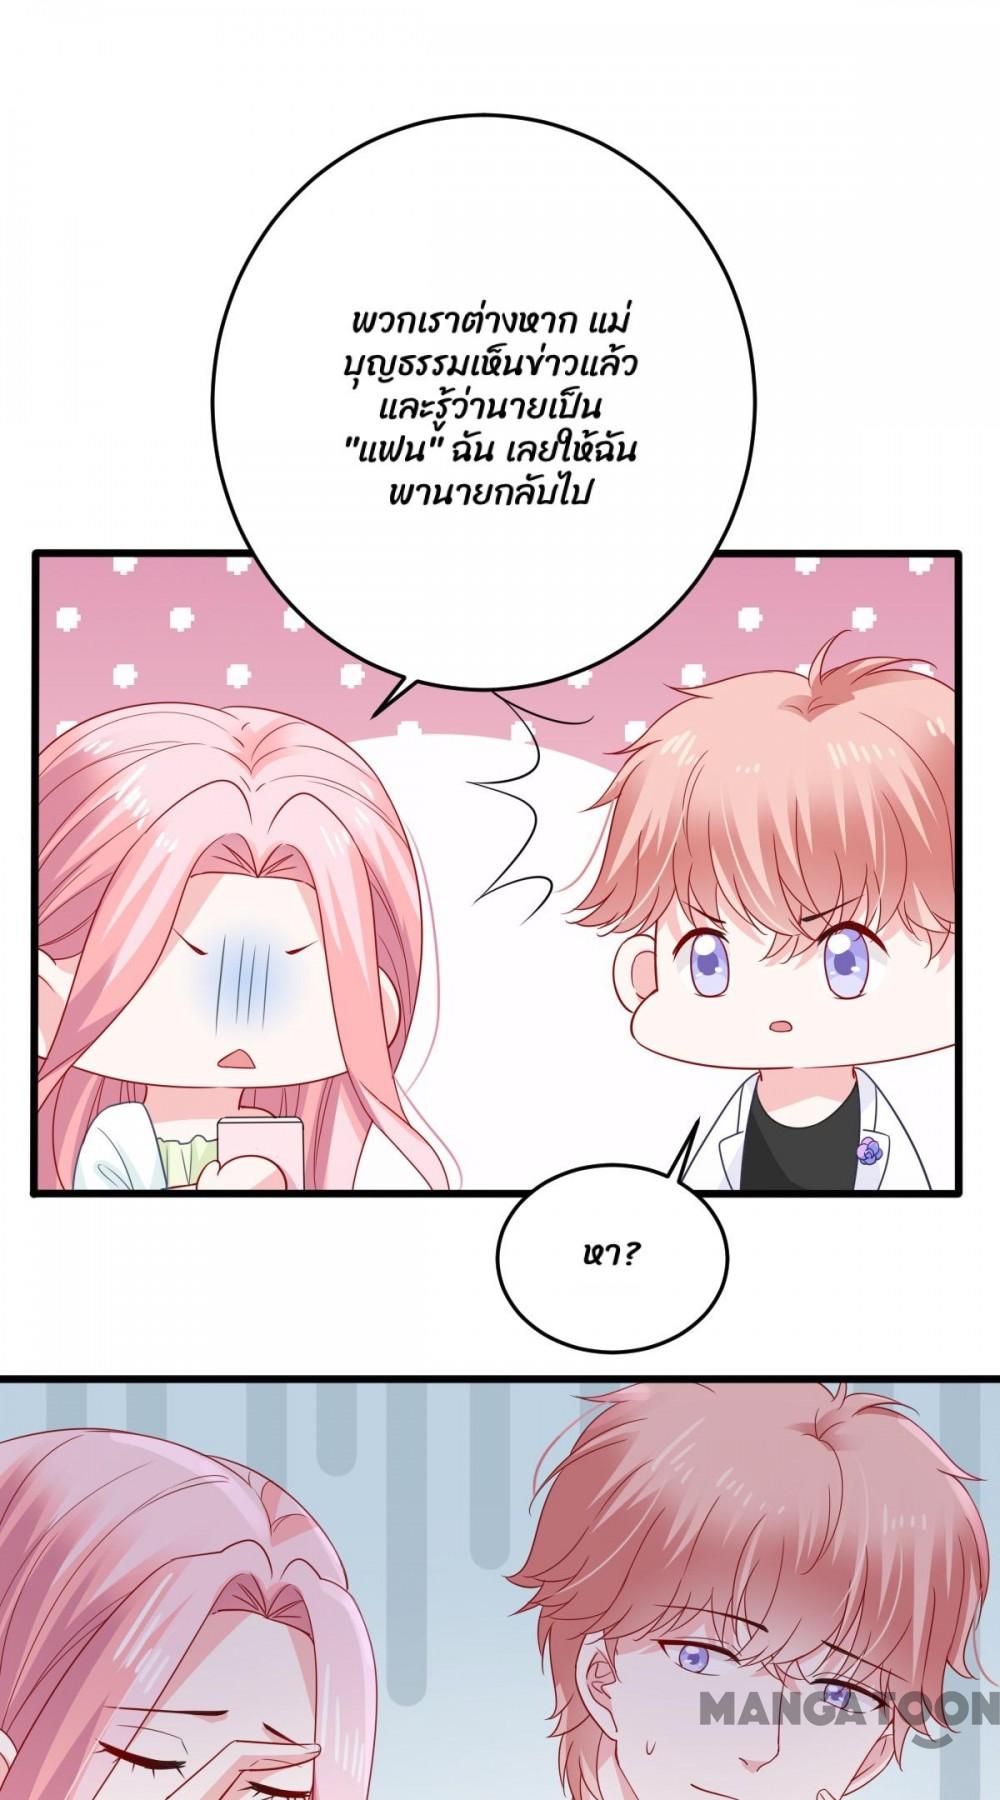 พวกเราต่างหาก แม่
บุญธรรมเห็นข่าวแล้ว
และรู้ว่านายเป็น
"แฟน" ฉัน เลยให้ฉัน
พานายกลับไป
หา?
MANGATOON